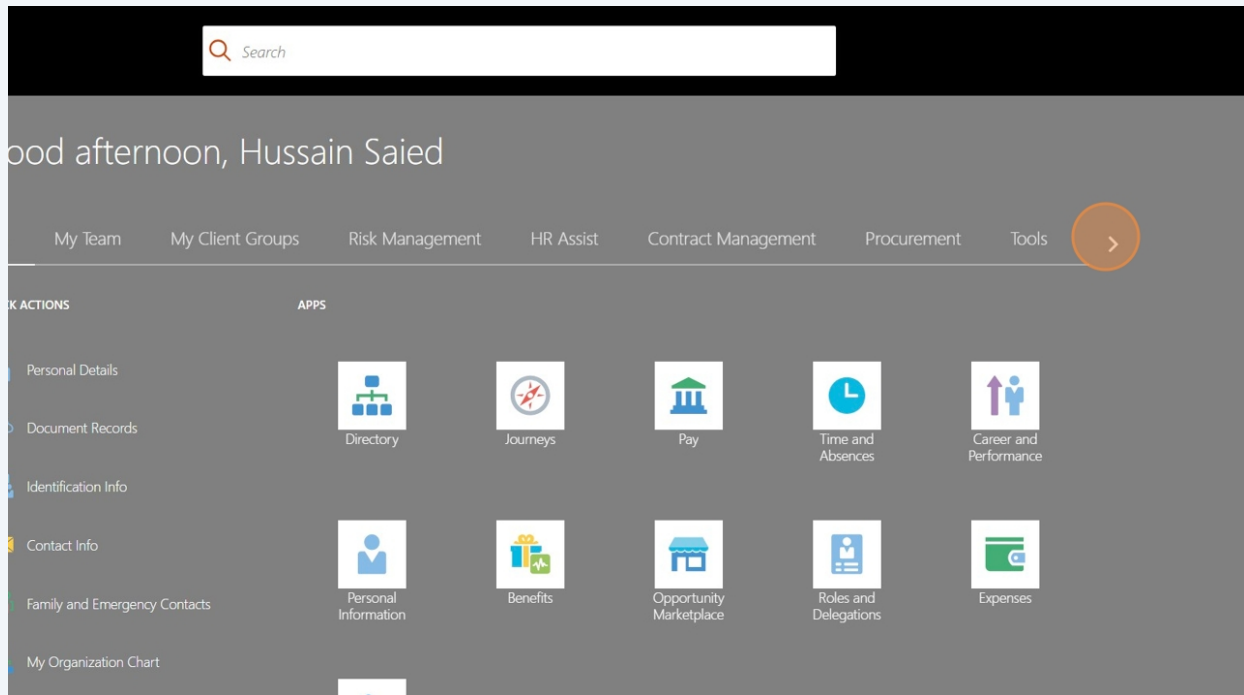 Search
ood afternoon, Hussain Saied
My Team My Client Groups Risk Management HR Assist Contract Management Procurement Tools
CK ACTIONS
APPS
Personal Details
Document Records
Identification Info
Contact Info
Family and Emergency Contacts
My Organization Chart
Directory
Journeys
Pay
Time and
Absences
Career and
Performance
Personal
Information
Benefits
Opportunity
Marketplace
Roles and
Delegations
Expenses